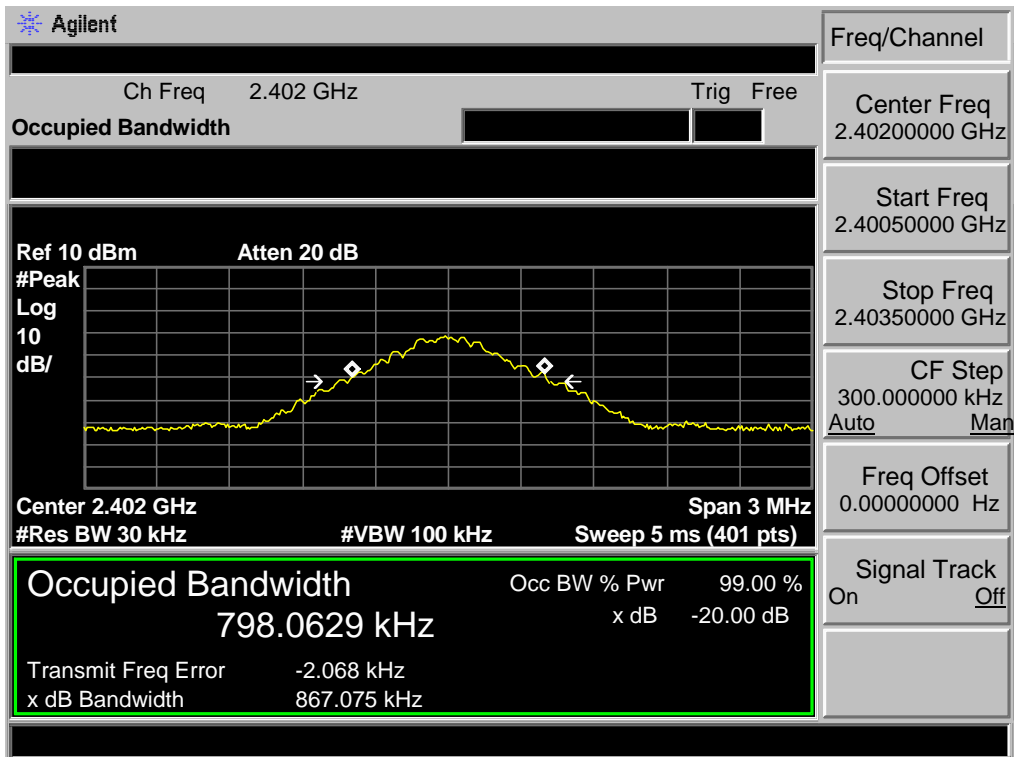 Agilent
Freq/Channel
Ch Freq 2.402 GHz Trig Free
Occupied Bandwidth
Center Freq
2.40200000 GHz
Start Freq
2.40050000 GHz
Stop Freq
2.40350000 GHz
CF Step
300.000000 kHz
Auto Man
Freq Offset
0.00000000 Hz
Signal Track
On Off
Ref 10 dBm Atten 20 dB
#Peak
Log
10
dB/
Center 2.402 GHz Span 3 MHz
#Res BW 30 kHz #VBW 100 kHz Sweep 5 ms (401 pts)
Occupied Bandwidth
798.0629 kHz
Occ BW % Pwr 99.00 %
x dB -20.00 dB
Transmit Freq Error -2.068 kHz
x dB Bandwidth 867.075 kHz